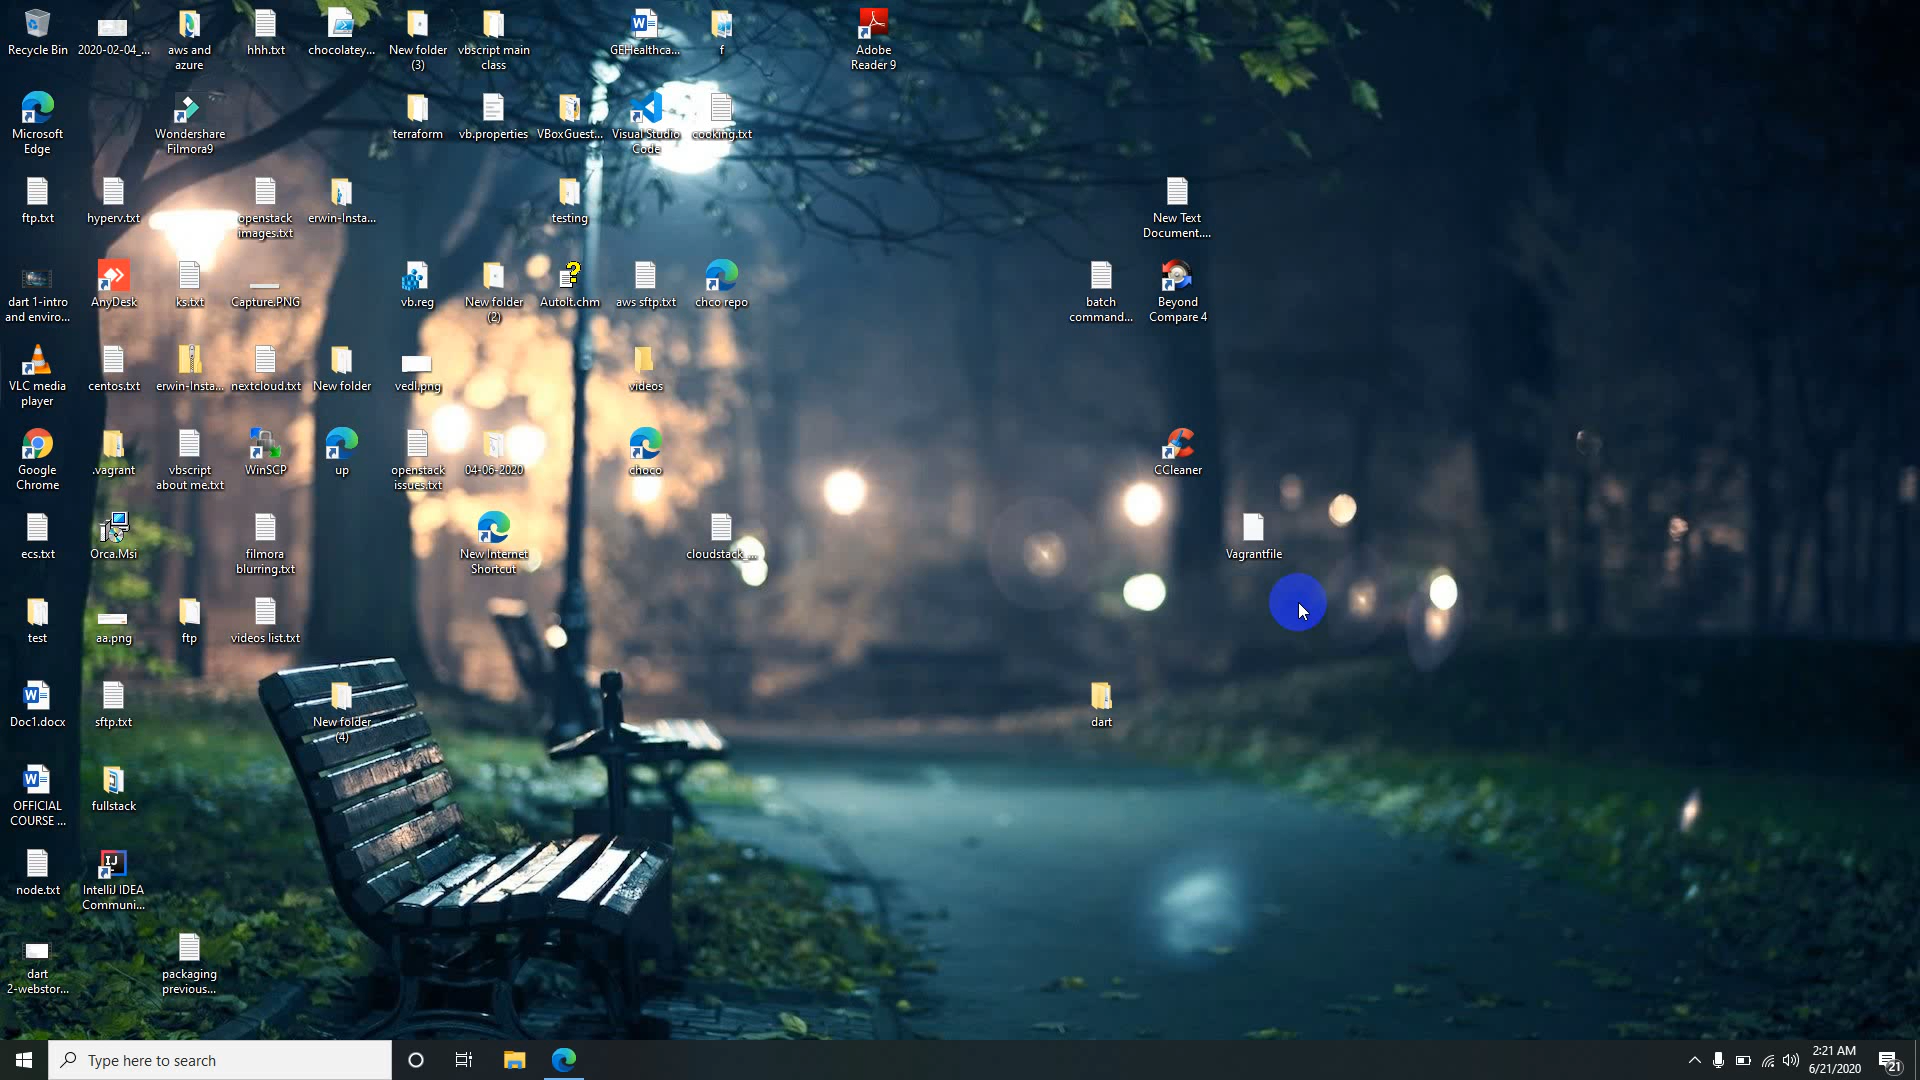 Recycle Bin
2020-02-04_...
aws and
azure
hhh.txt
chocolatey...
New folder
(3)
vbscript main
class
GEHealthca...
f
Adobe
Reader 9
Microsoft
Edge
Wondershare
Filmora9
terraform
vb.properties
VBoxGuest...
Visual Studio
Code
cooking.txt
ftp.txt
hyperv.txt
openstack
images.txt
erwin-Insta...
testing
New Text
Document....
dart 1-intro
and enviro...
AnyDesk
ks.txt
Capture.PNG
vb.reg
New folder
(2)
AutoIt.chm
aws sftp.txt
chco repo
batch
command...
Beyond
Compare 4
VLC media
player
centos.txt
erwin-Insta...
nextcloud.txt
New folder
vedl.png
videos
Google
Chrome
.vagrant
vbscript
about me.txt
WinSCP
up
openstack
issues.txt
04-06-2020
choco
CCleaner
ecs.txt
Orca.Msi
filmora
blurring.txt
New Internet
Shortcut
cloudstack_...
Vagrantfile
test
aa.png
ftp
videos list.txt
Doc1.docx
sftp.txt
New folder
(4)
dart
OFFICIAL
COURSE ...
fullstack
node.txt
IJ
IntelliJ IDEA
Communi...
dart
2-webstor...
packaging
previous...
Type here to search
2:21 AM
6/21/2020
21